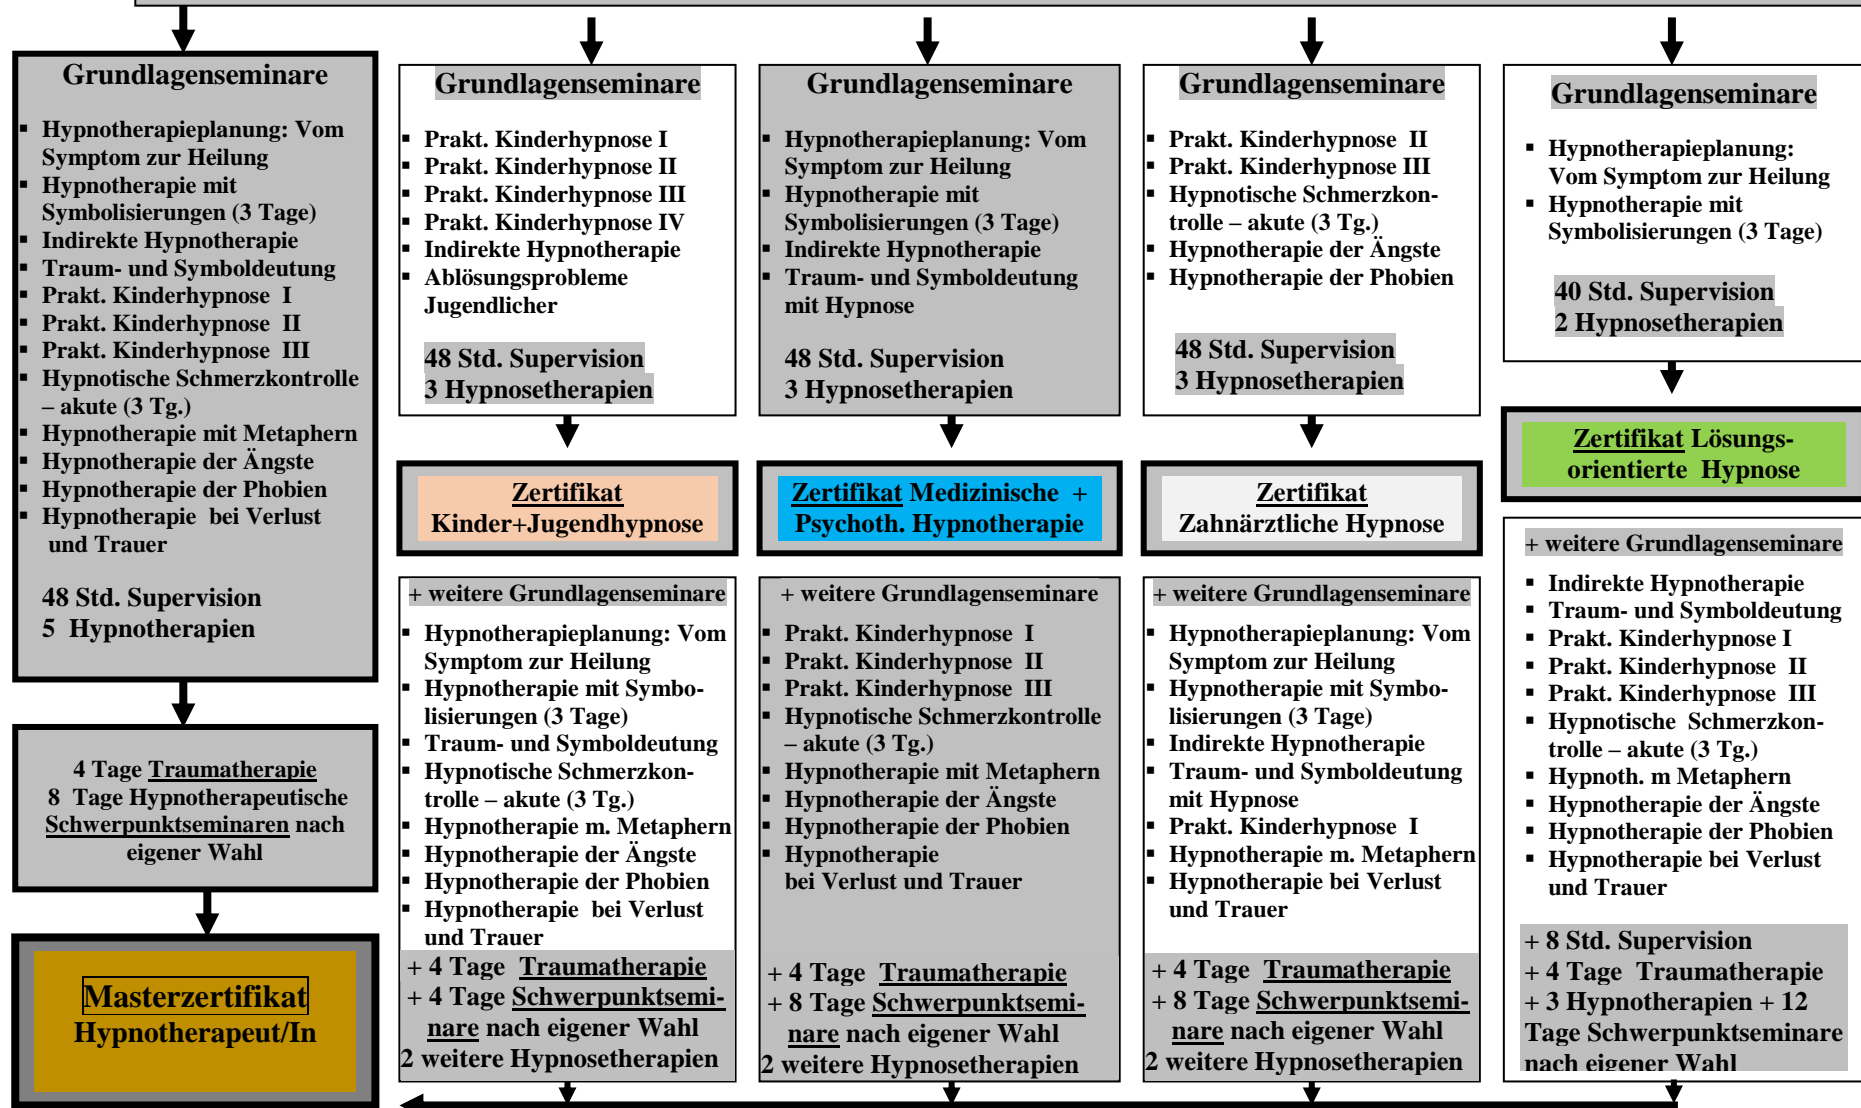 Grundlagenseminare
Hypnotherapieplanung: Vom
Symptom zur Heilung
Hypnotherapie mit
Symbolisierungen (3 Tage)
Indirekte Hypnotherapie
Traum- und Symboldeutung
Prakt. Kinderhypnose I
Prakt. Kinderhypnose II
Prakt. Kinderhypnose III
Hypnotische Schmerzkontrolle
– akute (3 Tg.)
Hypnotherapie mit Metaphern
Hypnotherapie der Ängste
Hypnotherapie der Phobien
Hypnotherapie bei Verlust
und Trauer
48 Std. Supervision
5 Hypnotherapien
4 Tage Traumatherapie
8 Tage Hypnotherapeutische
Schwerpunktseminaren nach
eigener Wahl
Masterzertifikat
Hypnotherapeut/In
Grundlagenseminare
Prakt. Kinderhypnose I
Prakt. Kinderhypnose II
Prakt. Kinderhypnose III
Prakt. Kinderhypnose IV
Indirekte Hypnotherapie
Ablösungsprobleme
Jugendlicher
48 Std. Supervision
3 Hypnosetherapien
Zertifikat
Kinder+Jugendhypnose
+ weitere Grundlagenseminare
Hypnotherapieplanung: Vom
Symptom zur Heilung
Hypnotherapie mit Symbo-
lisierungen (3 Tage)
Traum- und Symboldeutung
Hypnotische Schmerzkon-
trolle – akute (3 Tg.)
Hypnotherapie m. Metaphern
Hypnotherapie der Ängste
Hypnotherapie der Phobien
Hypnotherapie bei Verlust
und Trauer
+ 4 Tage Traumatherapie
+ 4 Tage Schwerpunktsemi-
nare nach eigener Wahl
2 weitere Hypnosetherapien
Grundlagenseminare
Hypnotherapieplanung: Vom
Symptom zur Heilung
Hypnotherapie mit
Symbolisierungen (3 Tage)
Indirekte Hypnotherapie
Traum- und Symboldeutung
mit Hypnose
48 Std. Supervision
3 Hypnosetherapien
Zertifikat Medizinische +
Psychoth. Hypnotherapie
+ weitere Grundlagenseminare
Prakt. Kinderhypnose I
Prakt. Kinderhypnose II
Prakt. Kinderhypnose III
Hypnotische Schmerzkontrolle
– akute (3 Tg.)
Hypnotherapie mit Metaphern
Hypnotherapie der Ängste
Hypnotherapie der Phobien
Hypnotherapie
bei Verlust und Trauer
+ 4 Tage Traumatherapie
+ 8 Tage Schwerpunktsemi-
nare nach eigener Wahl
2 weitere Hypnosetherapien
Grundlagenseminare
Prakt. Kinderhypnose II
Prakt. Kinderhypnose III
Hypnotische Schmerzkon-
trolle – akute (3 Tg.)
Hypnotherapie der Ängste
Hypnotherapie der Phobien
48 Std. Supervision
3 Hypnosetherapien
Zertifikat
Zahnärztliche Hypnose
+ weitere Grundlagenseminare
Hypnotherapieplanung: Vom
Symptom zur Heilung
Hypnotherapie mit Symbo-
lisierungen (3 Tage)
Indirekte Hypnotherapie
Traum- und Symboldeutung
mit Hypnose
Prakt. Kinderhypnose I
Hypnotherapie m. Metaphern
Hypnotherapie bei Verlust
und Trauer
+ 4 Tage Traumatherapie
+ 8 Tage Schwerpunktsemi-
nare nach eigener Wahl
2 weitere Hypnosetherapien
Grundlagenseminare
Hypnotherapieplanung:
Vom Symptom zur Heilung
Hypnotherapie mit
Symbolisierungen (3 Tage)
40 Std. Supervision
2 Hypnosetherapien
Zertifikat Lösungs-
orientierte Hypnose
+ weitere Grundlagenseminare
Indirekte Hypnotherapie
Traum- und Symboldeutung
Prakt. Kinderhypnose I
Prakt. Kinderhypnose II
Prakt. Kinderhypnose III
Hypnotische Schmerzkon-
trolle – akute (3 Tg.)
Hypnoth. m Metaphern
Hypnotherapie der Ängste
Hypnotherapie der Phobien
Hypnotherapie bei Verlust
und Trauer
+ 8 Std. Supervision
+ 4 Tage Traumatherapie
+ 3 Hypnotherapien + 12
Tage Schwerpunktseminare
nach eigener Wahl